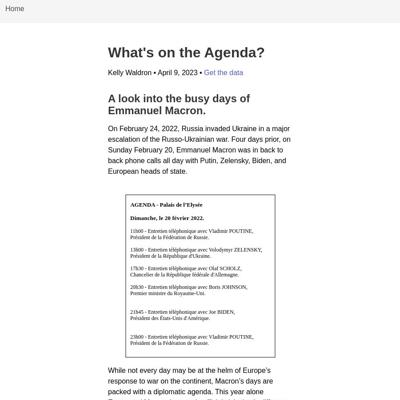 Home
What's on the Agenda?
Kelly Waldron • April 9, 2023 • Get the data
A look into the busy days of
Emmanuel Macron.
On February 24, 2022, Russia invaded Ukraine in a major
escalation of the Russo-Ukrainian war. Four days prior, on
Sunday February 20, Emmanuel Macron was in back to
back phone calls all day with Putin, Zelensky, Biden, and
European heads of state.
AGENDA - Palais de l'Elysée
Dimanche, le 20 février 2022.
11h00 - Entretien téléphonique avec Vladimir POUTINE,
Président de la Fédération de Russie.
13h00 - Entretien téléphonique avec Volodymyr ZELENSKY,
Président de la République d'Ukraine.
17h30 - Entretien téléphonique avec Olaf SCHOLZ,
Chancelier de la République fédérale d'Allemagne.
20h30 - Entretien téléphonique avec Boris JOHNSON,
Premier ministre du Royaume-Uni.
21h45 - Entretien téléphonique avec Joe BIDEN,
Président des États-Unis d'Amérique.
23h00 - Entretien téléphonique avec Vladimir POUTINE,
Président de la Fédération de Russie.
While not every day may be at the helm of Europe's
response to war on the continent, Macron's days are
packed with a diplomatic agenda. This year alone